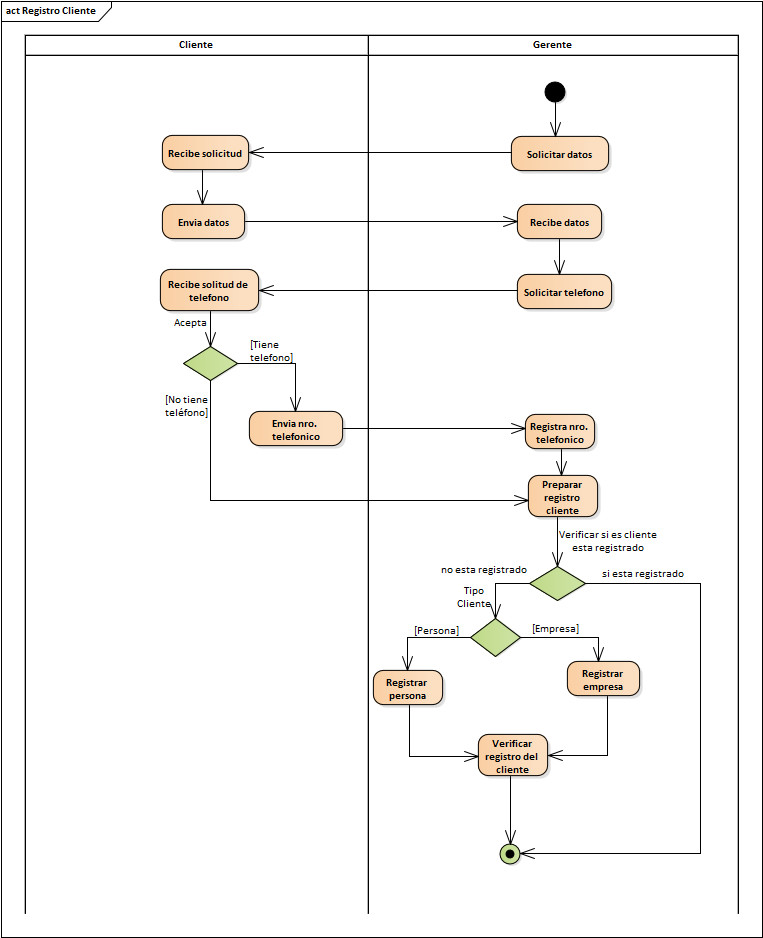 act Registro Cliente
Cliente
Gerente
Solicitar datos
Recibe solicitud
Envia datos
Recibe datos
Solicitar telefono
Recibe solitud de
telefono
Acepta
[Tiene
telefono]
[No tiene
teléfono]
Envia nro.
telefonico
Registra nro.
telefonico
Preparar
registro
cliente
Verificar si es cliente
esta registrado
no esta registrado
si esta registrado
Tipo
Cliente
[Persona]
[Empresa]
Registrar
persona
Registrar
empresa
Verificar
registro del
cliente